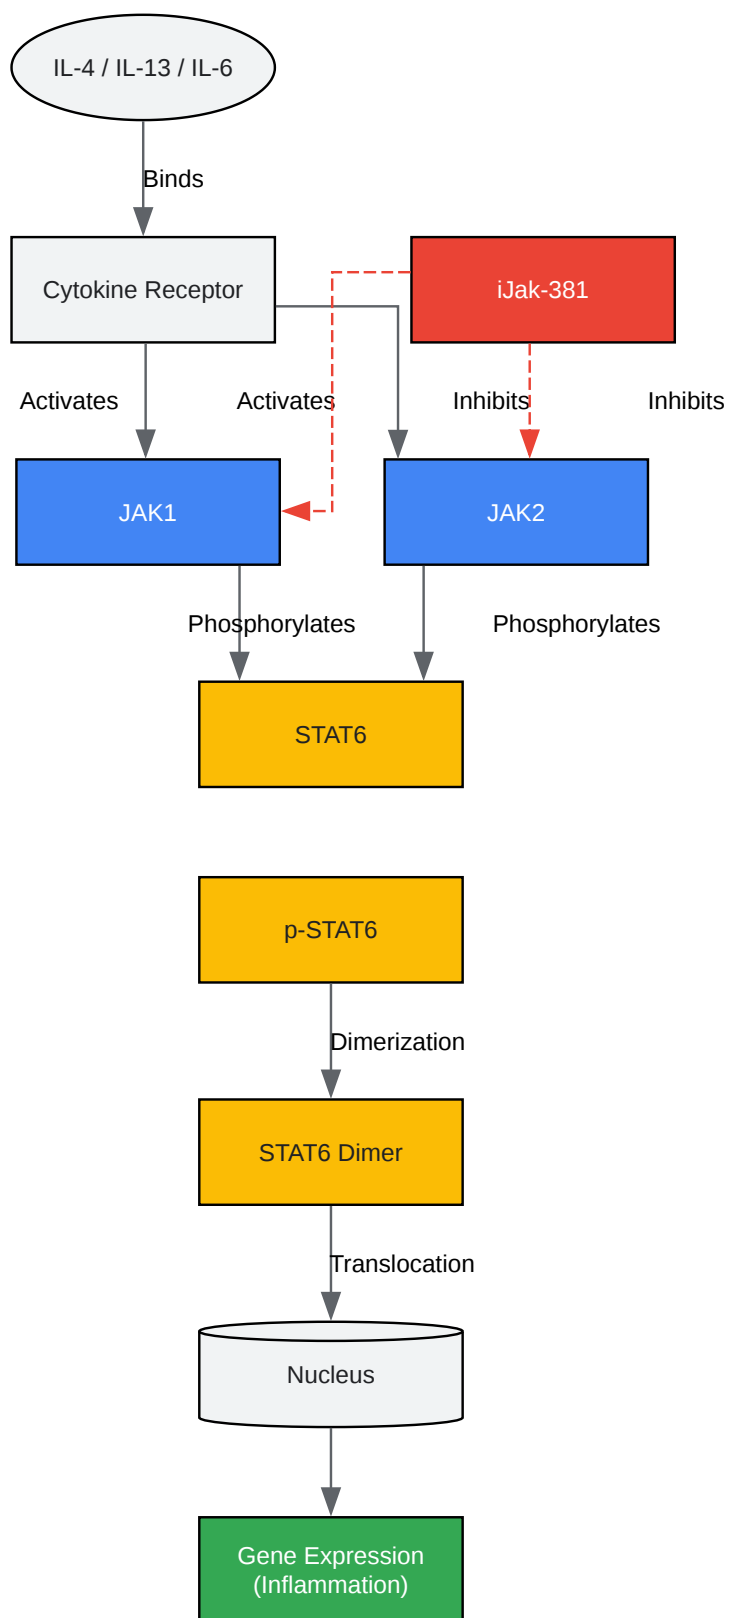 IL-4 / IL-13 / IL-6
Binds
Cytokine Receptor
iJak-381
Activates
Activates
Inhibits
Inhibits
JAK1
JAK2
Phosphorylates
Phosphorylates
STAT6
p-STAT6
Dimerization
STAT6 Dimer
Translocation
Nucleus
Gene Expression
(Inflammation)